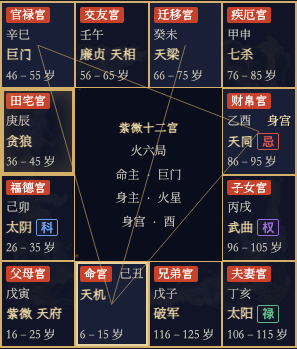 官禄宫
辛巳
巨门
46 – 55 岁
交友宫
壬午
廉贞 天相
56 – 65 岁
迁移宫
癸未
天梁
66 – 75 岁
疾厄宫
甲申
七杀
76 – 85 岁
田宅宫
庚辰
贪狼
36 – 45 岁
紫微十二宫
火六局
命主 · 巨门
身主 · 火星
身宫 · 酉
财帛宫
乙酉 身宫
天同 忌
86 – 95 岁
福德宫
己卯
太阴 科
26 – 35 岁
子女宫
丙戌
武曲 权
96 – 105 岁
父母宫
戊寅
紫微 天府
16 – 25 岁
命宫 己丑
天机
6 – 15 岁
兄弟宫
戊子
破军
116 – 125 岁
夫妻宫
丁亥
太阳 禄
106 – 115 岁